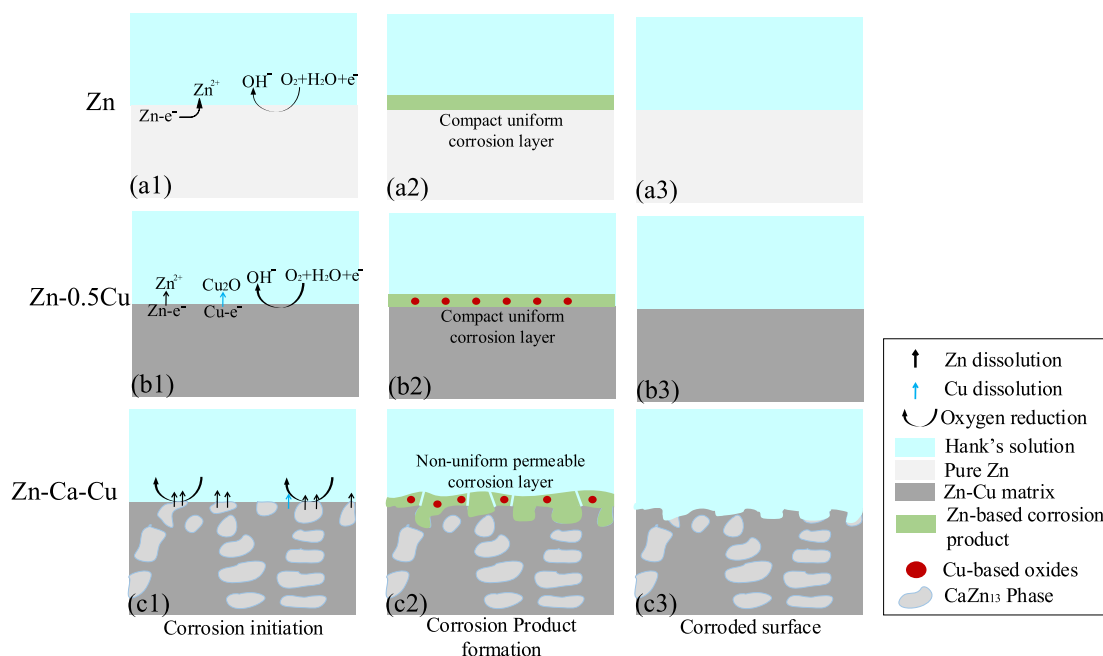 Zn
Zn²⁺
Zn-e⁻
OH⁻
O₂+H₂O+e⁻
(a1)
Compact uniform
corrosion layer
(a2)
(a3)
Zn-0.5Cu
Zn²⁺
Zn-e⁻
Cu₂O
Cu-e⁻
OH⁻
O₂+H₂O+e⁻
(b1)
Compact uniform
corrosion layer
(b2)
(b3)
Zn-Ca-Cu
(c1)
Corrosion initiation
Non-uniform permeable
corrosion layer
(c2)
Corrosion Product
formation
(c3)
Corroded surface
Zn dissolution
Cu dissolution
Oxygen reduction
Hank's solution
Pure Zn
Zn-Cu matrix
Zn-based corrosion
product
Cu-based oxides
CaZn₁₃ Phase